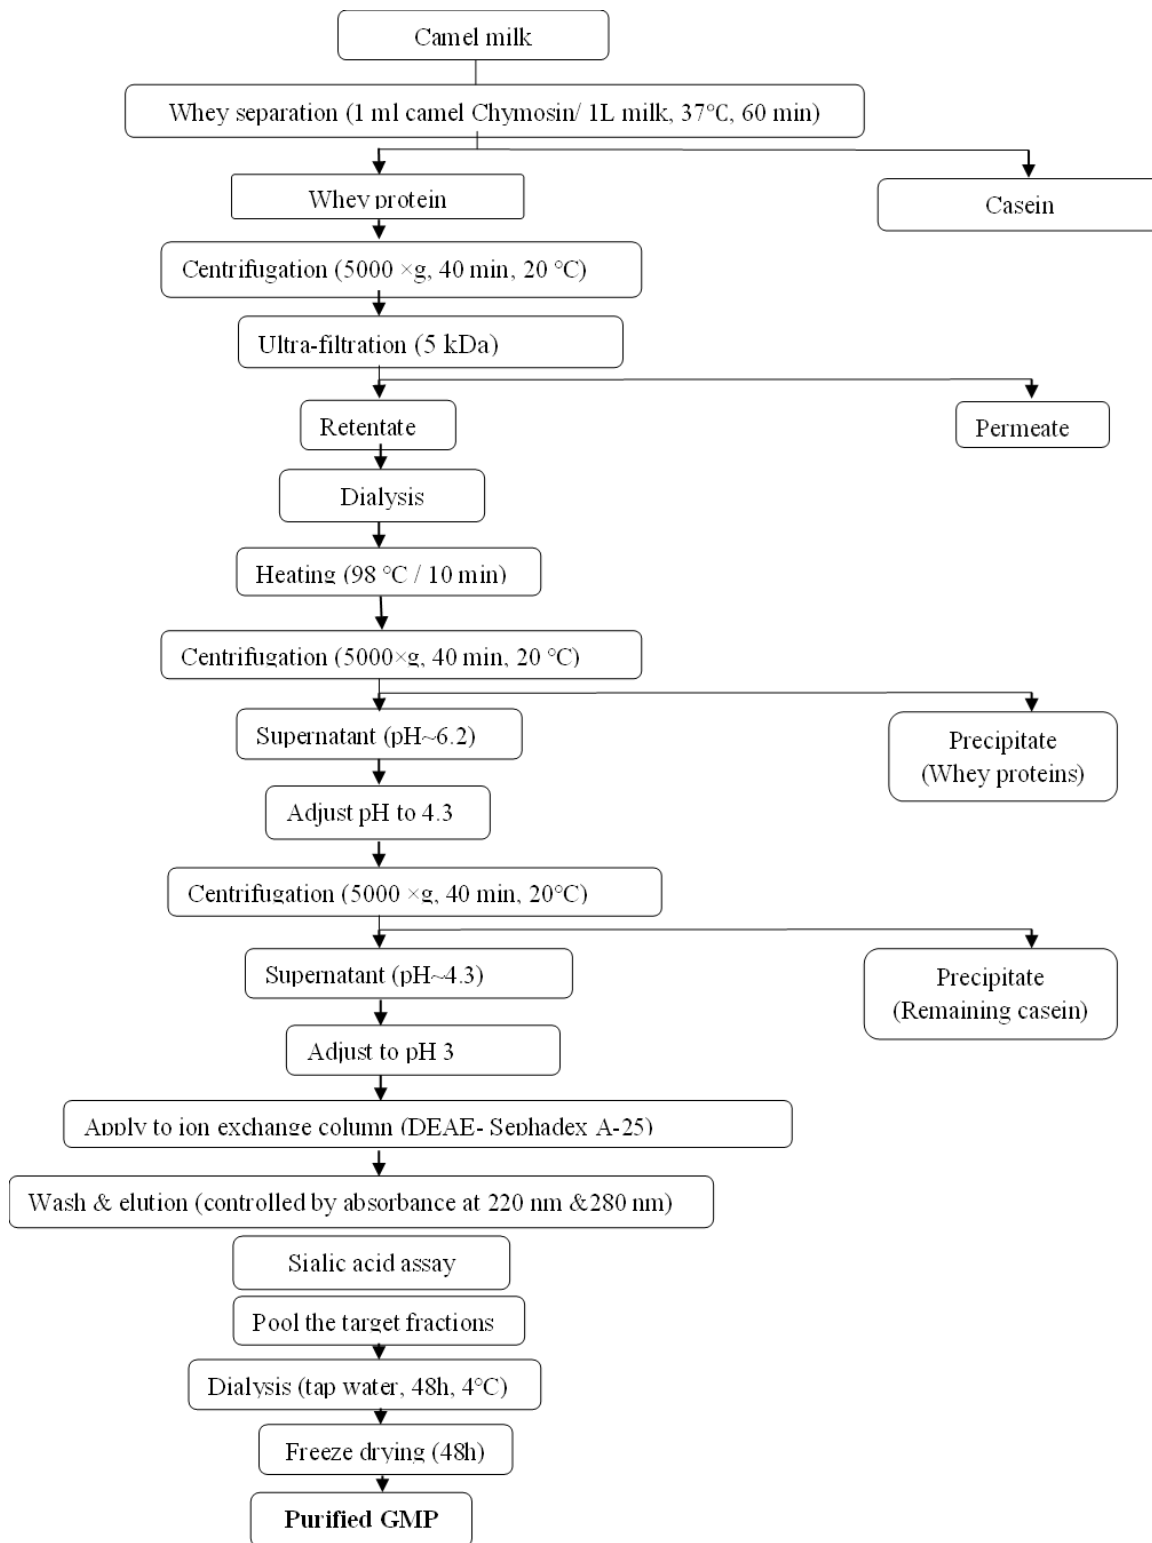 Camel milk
Whey separation (1 ml camel Chymosin/ 1L milk, 37°C, 60 min)
Whey protein
Casein
Centrifugation (5000 ×g, 40 min, 20 °C)
Ultra-filtration (5 kDa)
Retentate
Permeate
Dialysis
Heating (98 °C / 10 min)
Centrifugation (5000×g, 40 min, 20 °C)
Supernatant (pH~6.2)
Precipitate
(Whey proteins)
Adjust pH to 4.3
Centrifugation (5000 ×g, 40 min, 20°C)
Supernatant (pH~4.3)
Precipitate
(Remaining casein)
Adjust to pH 3
Apply to ion exchange column (DEAE- Sephadex A-25)
Wash & elution (controlled by absorbance at 220 nm &280 nm)
Sialic acid assay
Pool the target fractions
Dialysis (tap water, 48h, 4°C)
Freeze drying (48h)
Purified GMP